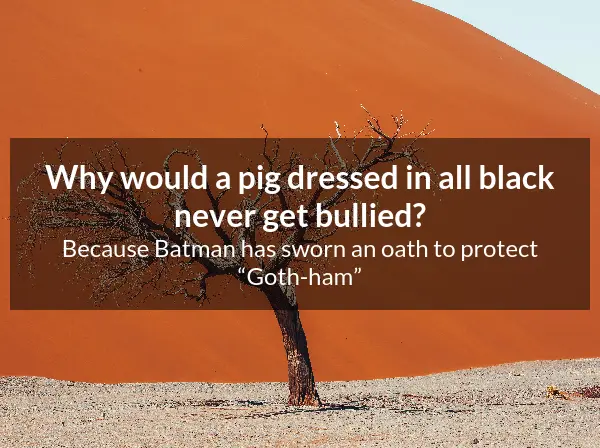 Why would a pig dressed in all black
never get bullied?
Because Batman has sworn an oath to protect
“Goth-ham”